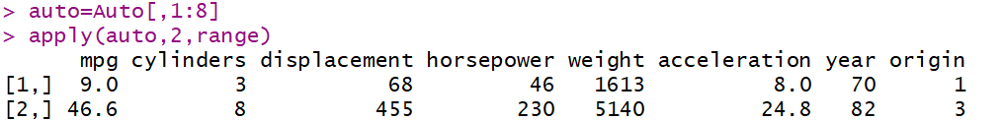 > auto=Auto[,1:8]
> apply(auto,2,range)
      mpg cylinders displacement horsepower weight acceleration year origin
[1,]  9.0         3           68         46   1613          8.0   70      1
[2,] 46.6         8          455        230   5140         24.8   82      3